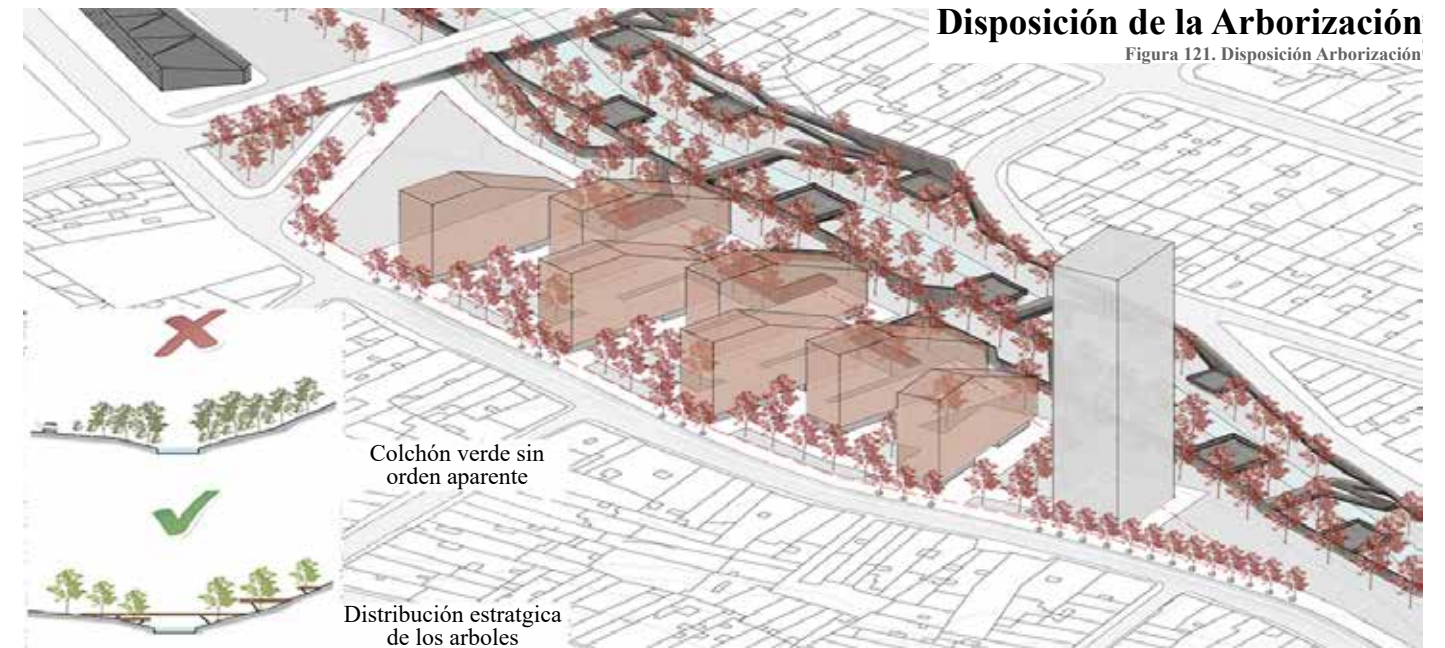 Disposición de la Arborización
Figura 121. Disposición Arborización
Colchón verde sin
orden aparente
Distribución estratgica
de los arboles